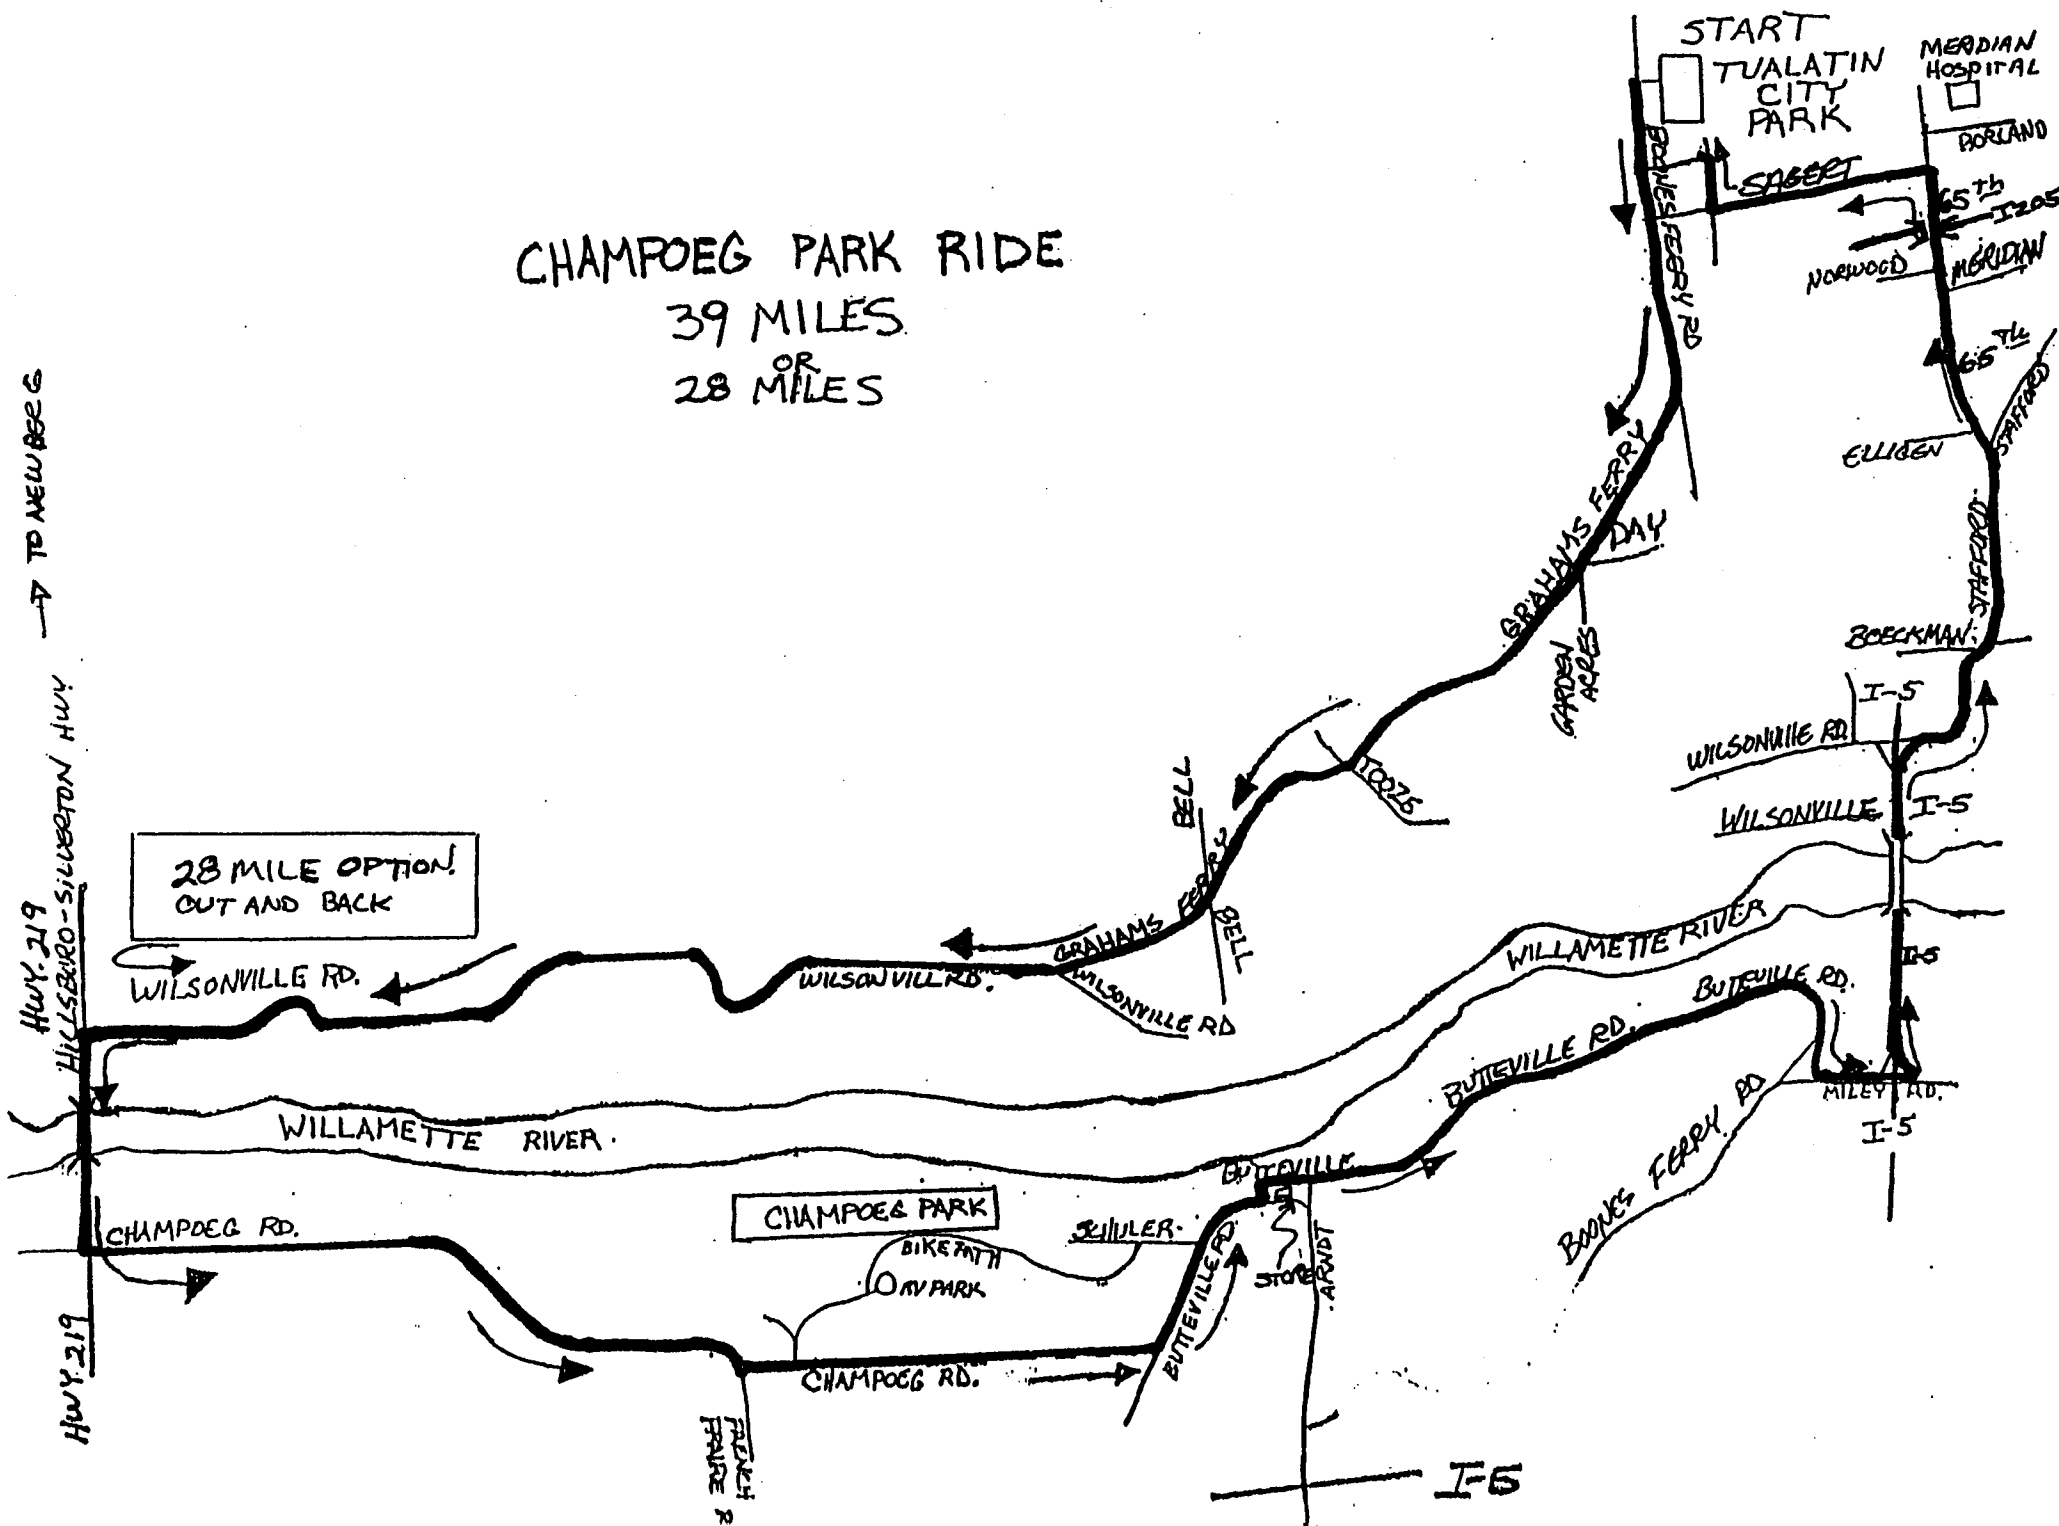 START
TUALATIN
CITY
PARK
MERIDIAN
HOSPITAL
BORLAND
BOONES FERRY RD
SAGERT
65TH
I205
NORWOOD
MERIDIAN
CHAMPOEG PARK RIDE
39 MILES
OR
28 MILES
65TH
STAFFORD
ELLIGEN
→ TO NEWBERG
GRAHAMS FERRY
DAY
STAFFORD
GARDEN
ACRES
BOECKMAN
I-5
WILSONVILLE RD
TOOZE
BELL
WILSONVILLE
I-5
HWY. 219
HILLSBORO-SILVERTON HWY
28 MILE OPTION!
OUT AND BACK
GRAHAMS FERRY
BELL
WILLAMETTE RIVER
I-5
WILSONVILLE RD.
WILSONVILL RD.
WILSONVILLE RD
BUTTEVILLE RD.
BUTTEVILLE RD.
MILEY RD.
I-5
WILLAMETTE RIVER.
BOONES FERRY RD
BUTTEVILLE
CHAMPOEG PARK
CHAMPOEG RD.
SCHULER.
BIKE PATH
RV PARK
STORE
ARNDT
BUTTEVILLE RD
HWY. 219
CHAMPOEG RD.
FRENCH
PRAIRE R
I-5